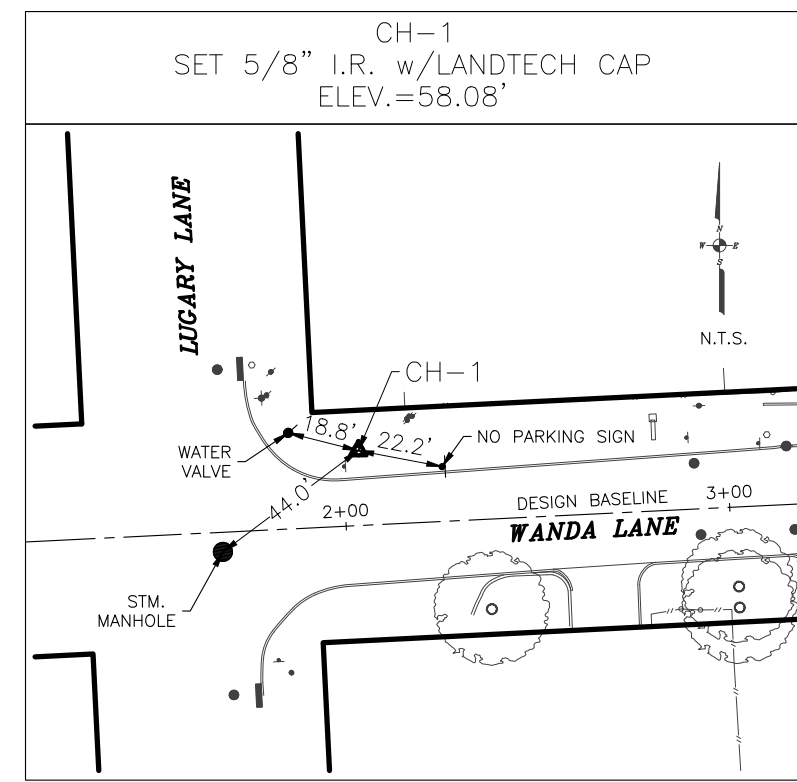 CH-1
SET 5/8" I.R. w/LANDTECH CAP
ELEV.=58.08'
LUGARY LANE
N
W E
S
N.T.S.
CH-1
18.8'
22.2'
NO PARKING SIGN
WATER
VALVE
44.0'
2+00
DESIGN BASELINE
3+00
WANDA LANE
STM.
MANHOLE